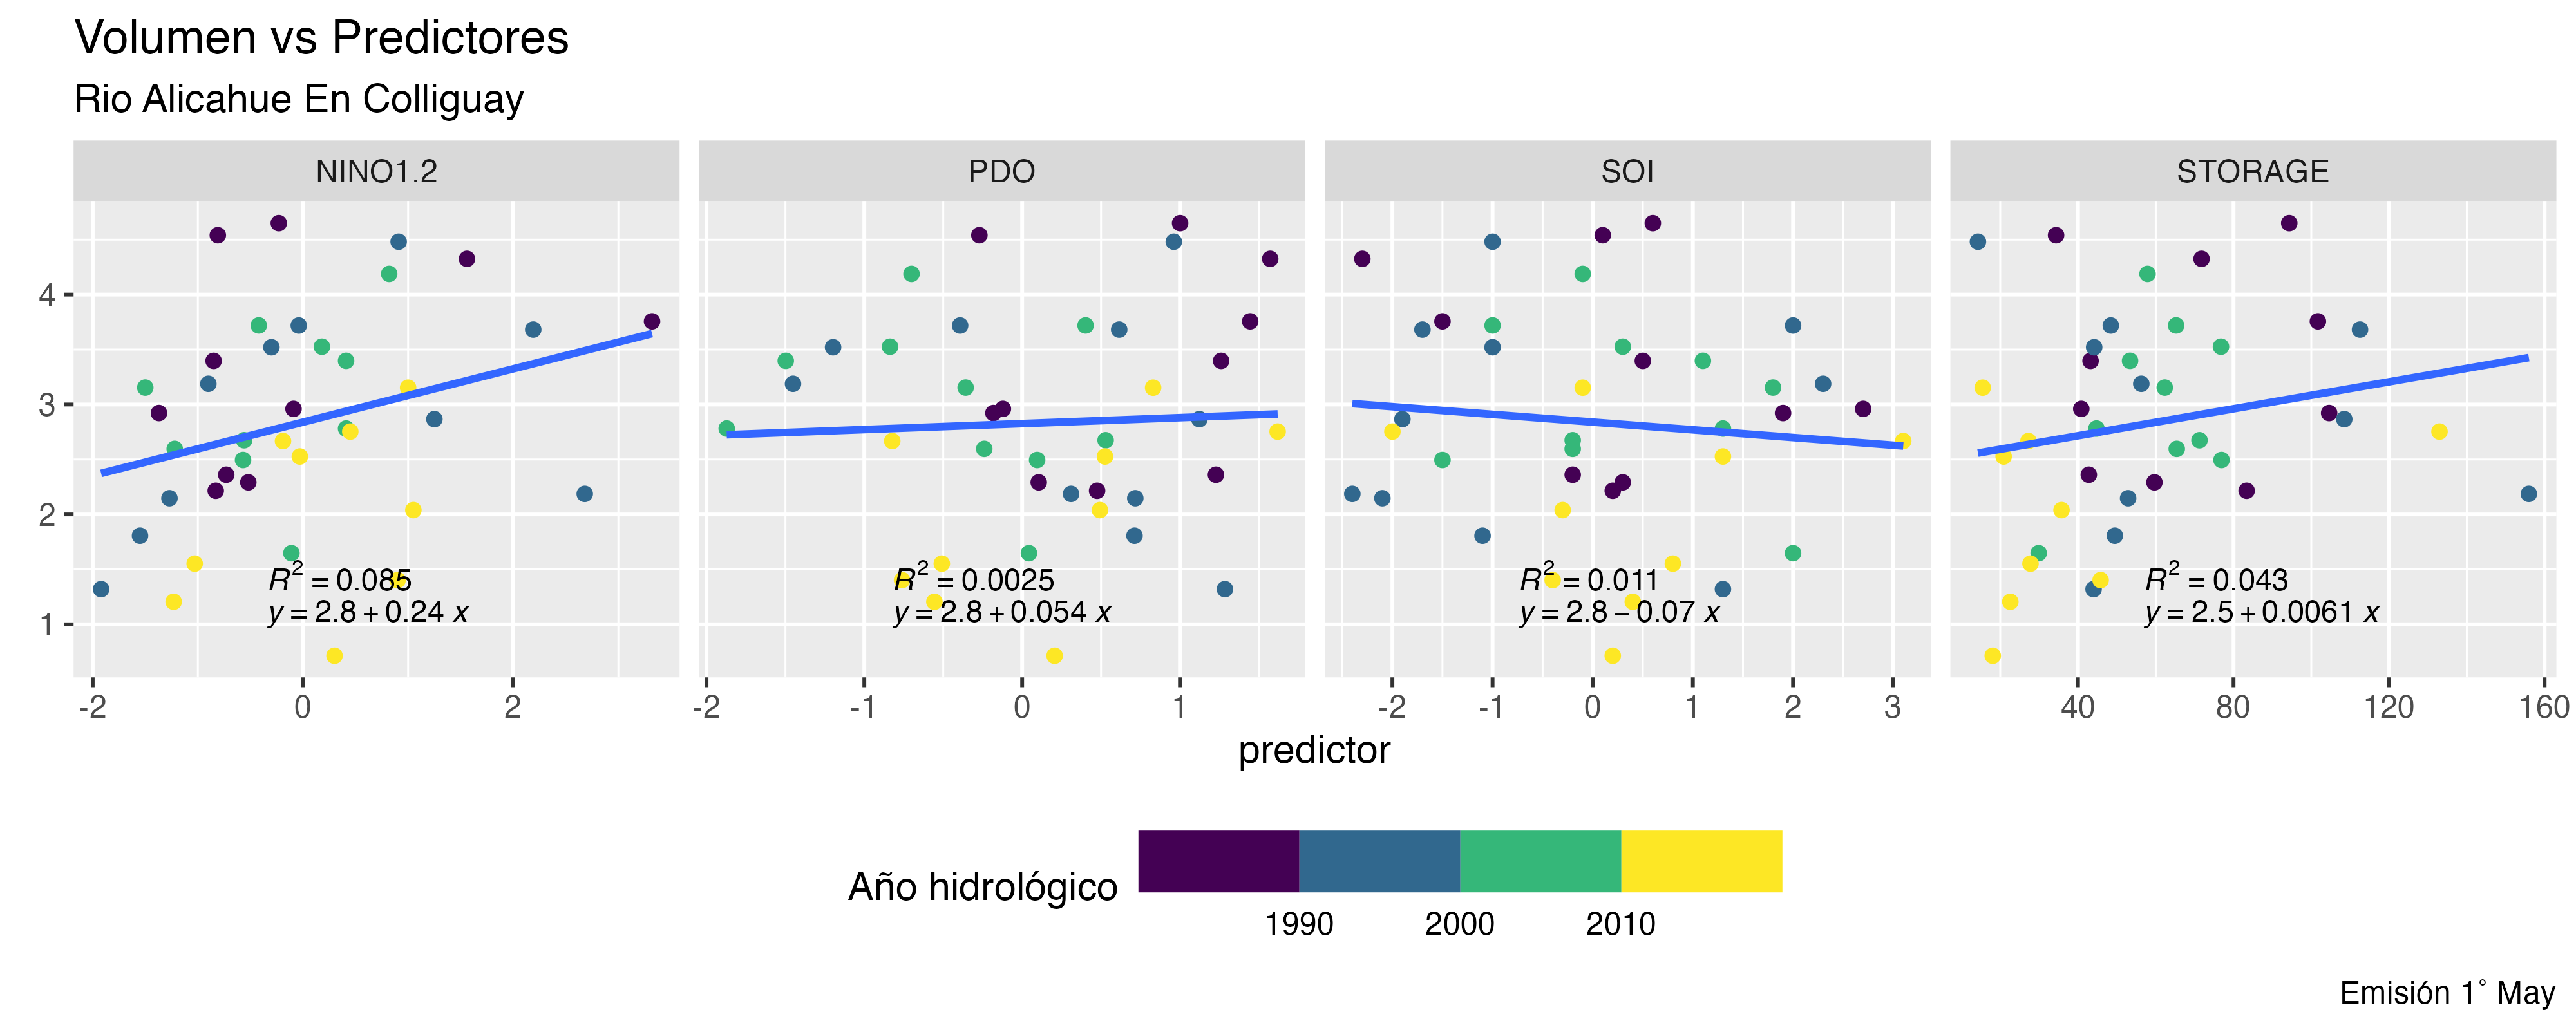 Volumen vs Predictores
Rio Alicahue En Colliguay
NINO1.2 PDO SOI STORAGE
4
3
2
1
R² = 0.085 R² = 0.0025 R² = 0.011 R² = 0.043
y = 2.8 + 0.24 x y = 2.8 + 0.054 x y = 2.8 − 0.07 x y = 2.5 + 0.0061 x
-2 0 2 -2 -1 0 1 -2 -1 0 1 2 3 40 80 120 160
predictor
Año hidrológico
1990 2000 2010
Emisión 1° May